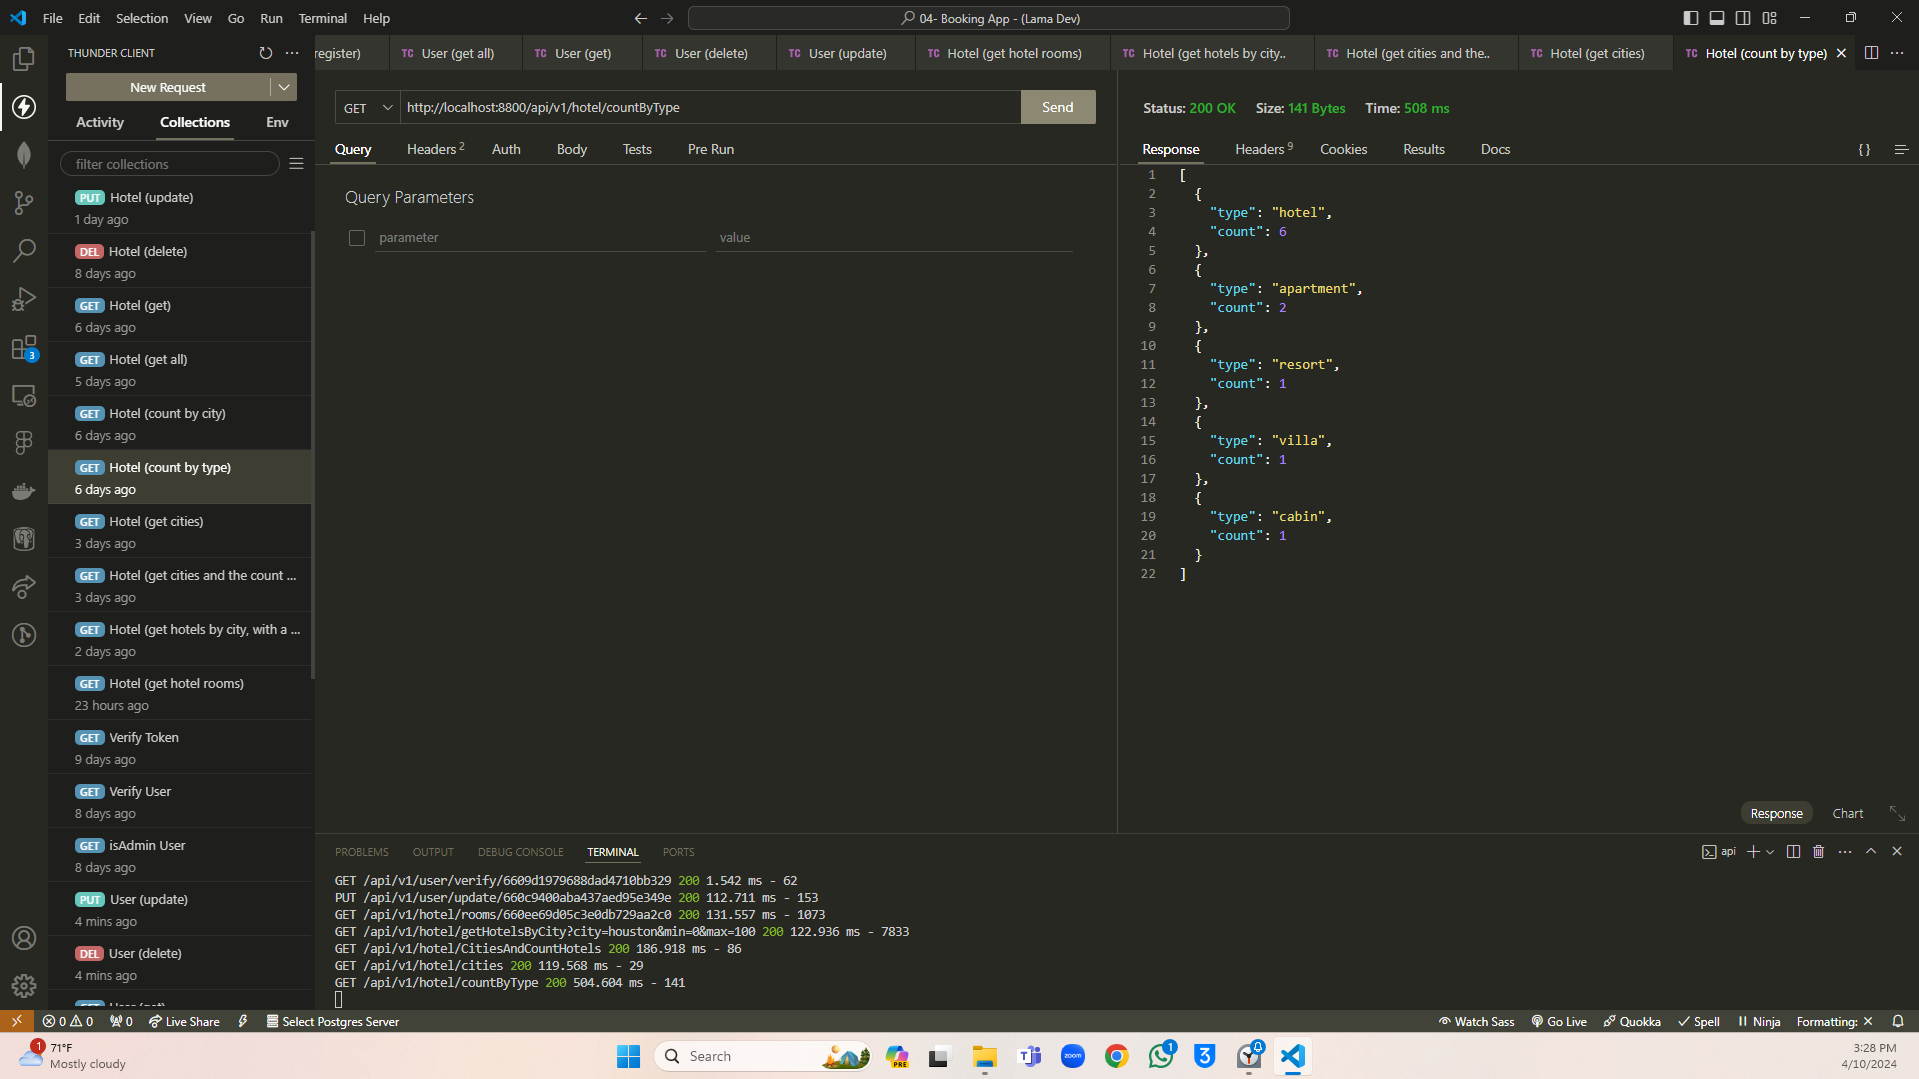 File Edit Selection View Go Run Terminal Help
04- Booking App - (Lama Dev)
THUNDER CLIENT
New Request
Activity Collections Env
filter collections
PUT Hotel (update)
1 day ago
DEL Hotel (delete)
8 days ago
GET Hotel (get)
6 days ago
GET Hotel (get all)
5 days ago
GET Hotel (count by city)
6 days ago
GET Hotel (count by type)
6 days ago
GET Hotel (get cities)
3 days ago
GET Hotel (get cities and the count ...
3 days ago
GET Hotel (get hotels by city, with a ...
2 days ago
GET Hotel (get hotel rooms)
23 hours ago
GET Verify Token
9 days ago
GET Verify User
8 days ago
GET isAdmin User
8 days ago
PUT User (update)
4 mins ago
DEL User (delete)
4 mins ago
3
register) TC User (get all) TC User (get) TC User (delete) TC User (update) TC Hotel (get hotel rooms) TC Hotel (get hotels by city.. TC Hotel (get cities and the.. TC Hotel (get cities) TC Hotel (count by type)
GET http://localhost:8800/api/v1/hotel/countByType Send
Query Headers 2 Auth Body Tests Pre Run
Query Parameters
parameter value
Status: 200 OK Size: 141 Bytes Time: 508 ms
Response Headers 9 Cookies Results Docs {}
1 [
2 {
3 "type": "hotel",
4 "count": 6
5 },
6 {
7 "type": "apartment",
8 "count": 2
9 },
10 {
11 "type": "resort",
12 "count": 1
13 },
14 {
15 "type": "villa",
16 "count": 1
17 },
18 {
19 "type": "cabin",
20 "count": 1
21 }
22 ]
Response Chart
PROBLEMS OUTPUT DEBUG CONSOLE TERMINAL PORTS
api
GET /api/v1/user/verify/6609d1979688dad4710bb329 200 1.542 ms - 62
PUT /api/v1/user/update/660c9400aba437aed95e349e 200 112.711 ms - 153
GET /api/v1/hotel/rooms/660ee69d05c3e0db729aa2c0 200 131.557 ms - 1073
GET /api/v1/hotel/getHotelsByCity?city=houston&min=0&max=100 200 122.936 ms - 7833
GET /api/v1/hotel/CitiesAndCountHotels 200 186.918 ms - 86
GET /api/v1/hotel/cities 200 119.568 ms - 29
GET /api/v1/hotel/countByType 200 504.604 ms - 141
0 0 0 Live Share Select Postgres Server
Watch Sass Go Live Quokka Spell Ninja Formatting:
1
71°F
Mostly cloudy
Search
PRE
zoom
1
3:28 PM
4/10/2024